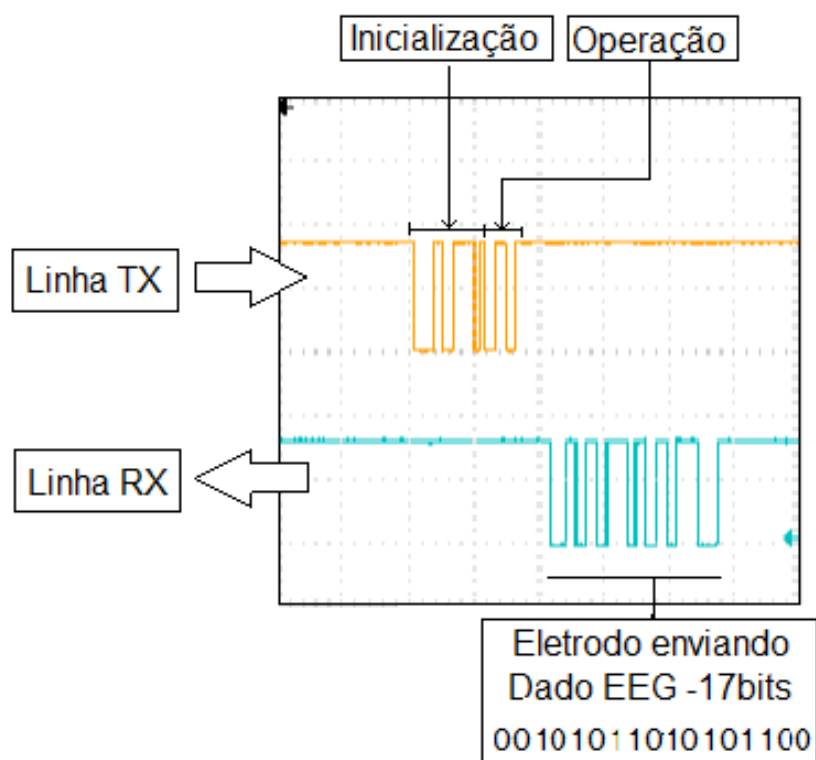 Inicialização
Operação
Linha TX
Linha RX
Eletrodo enviando
Dado EEG -17bits
00101011010101100